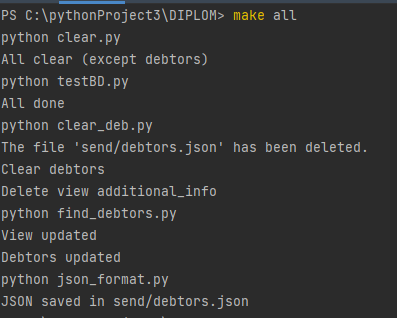 PS C:\pythonProject3\DIPLOM> make all
python clear.py
All clear (except debtors)
python testBD.py
All done
python clear_deb.py
The file 'send/debtors.json' has been deleted.
Clear debtors
Delete view additional_info
python find_debtors.py
View updated
Debtors updated
python json_format.py
JSON saved in send/debtors.json